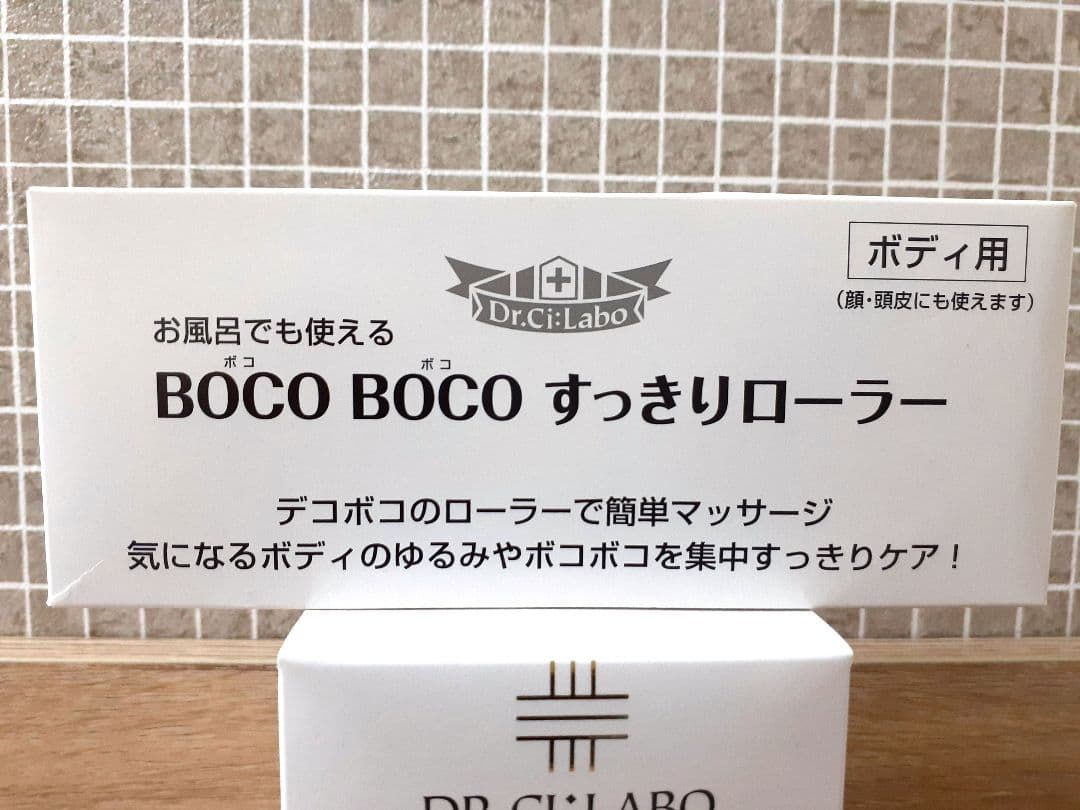 ボディ用
(顔・頭皮にも使えます)
Dr.Ci:Labo
お風呂でも使える
ボコ ボコ
BOCO BOCO すっきりローラー
デコボコのローラーで簡単マッサージ
気になるボディのゆるみやボコボコを集中すっきりケア！
DR.CI:LABO